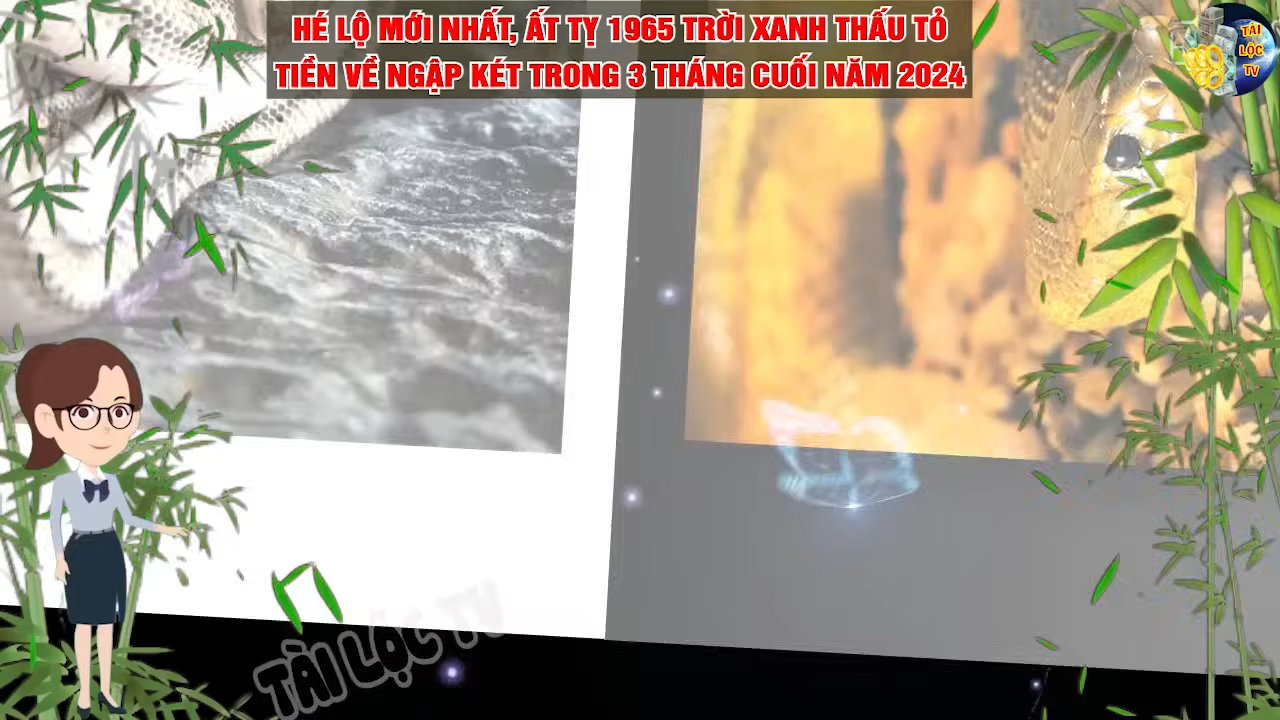 HÉ LỘ MỚI NHẤT, ẤT TỴ 1965 TRỜI XANH THẤU TỎ
TIỀN VỀ NGẬP KÉT TRONG 3 THÁNG CUỐI NĂM 2024
TÀI
LỘC
TV
TÀI LỘC TV